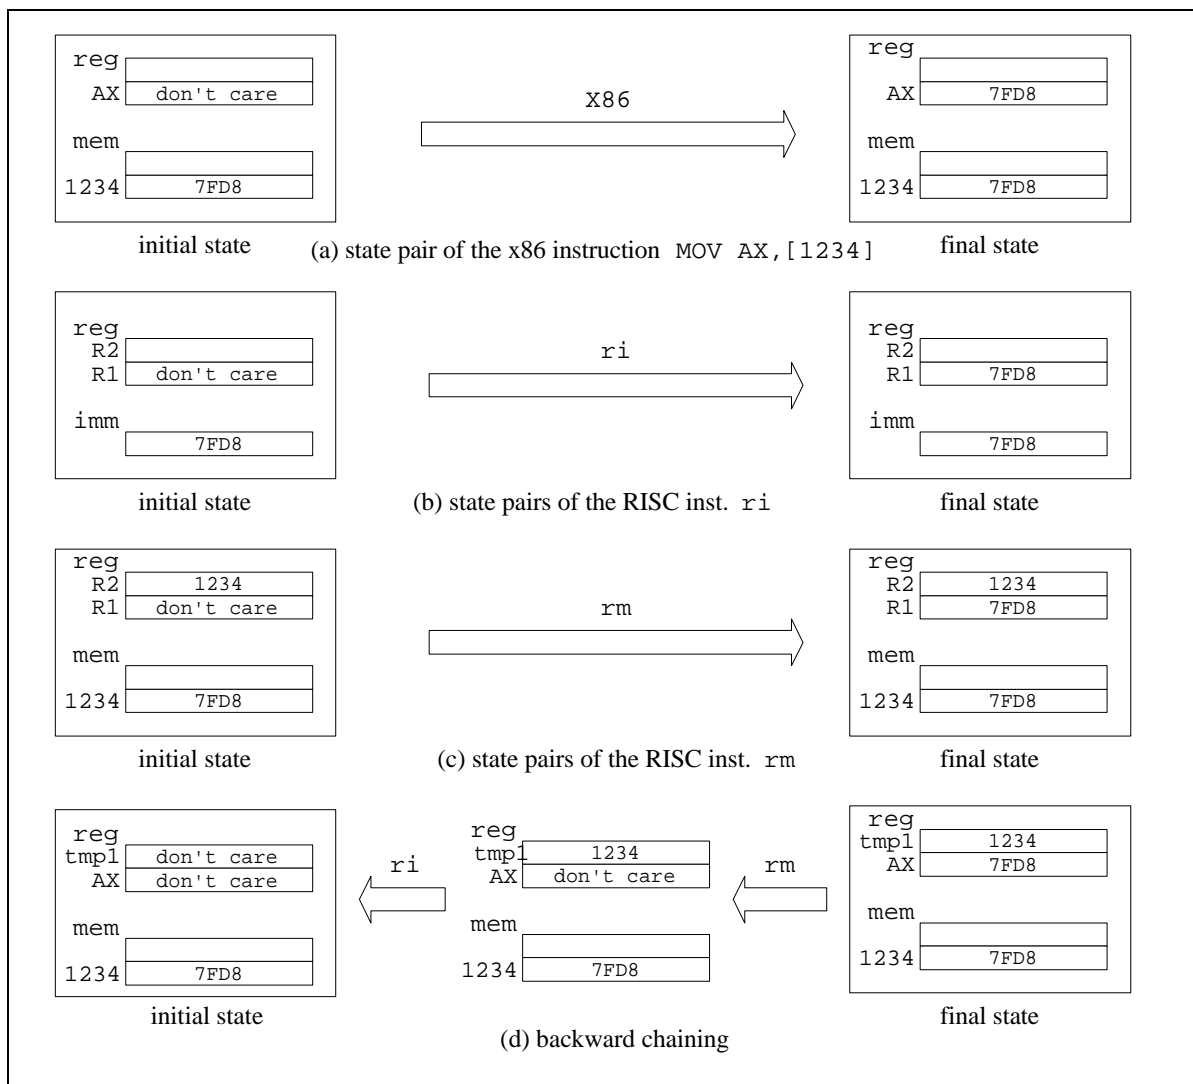 reg
AX don't care
mem
1234 7FD8
initial state
X86
reg
AX 7FD8
mem
1234 7FD8
final state
(a) state pair of the x86 instruction MOV AX,[1234]
reg
R2
R1 don't care
imm
7FD8
initial state
ri
reg
R2
R1 7FD8
imm
7FD8
final state
(b) state pairs of the RISC inst. ri
reg
R2 1234
R1 don't care
mem
1234 7FD8
initial state
rm
reg
R2 1234
R1 7FD8
mem
1234 7FD8
final state
(c) state pairs of the RISC inst. rm
reg
tmp1 don't care
AX don't care
mem
1234 7FD8
initial state
ri
reg
tmp1 1234
AX don't care
mem
1234 7FD8
rm
reg
tmp1 1234
AX 7FD8
mem
1234 7FD8
final state
(d) backward chaining